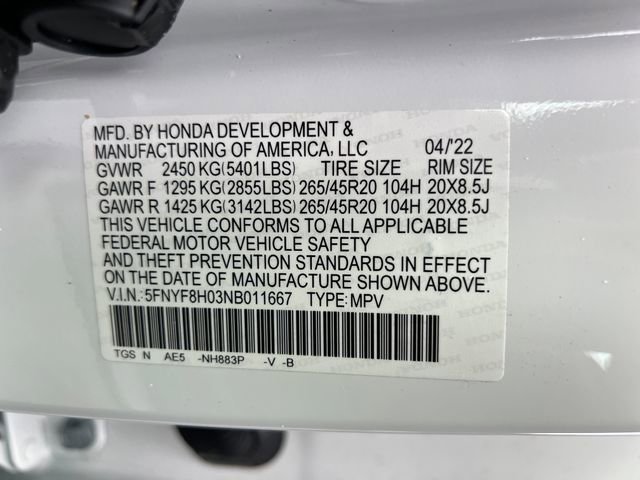 MFD. BY HONDA DEVELOPMENT &
MANUFACTURING OF AMERICA, LLC 04/'22
GVWR 2450 KG(5401LBS) TIRE SIZE RIM SIZE
GAWR F 1295 KG(2855LBS) 265/45R20 104H 20X8.5J
GAWR R 1425 KG(3142LBS) 265/45R20 104H 20X8.5J
THIS VEHICLE CONFORMS TO ALL APPLICABLE
FEDERAL MOTOR VEHICLE SAFETY
AND THEFT PREVENTION STANDARDS IN EFFECT
ON THE DATE OF MANUFACTURE SHOWN ABOVE.
V.I.N.:5FNYF8H03NB011667 TYPE:MPV
TGS N AE5 -NH883P -V -B